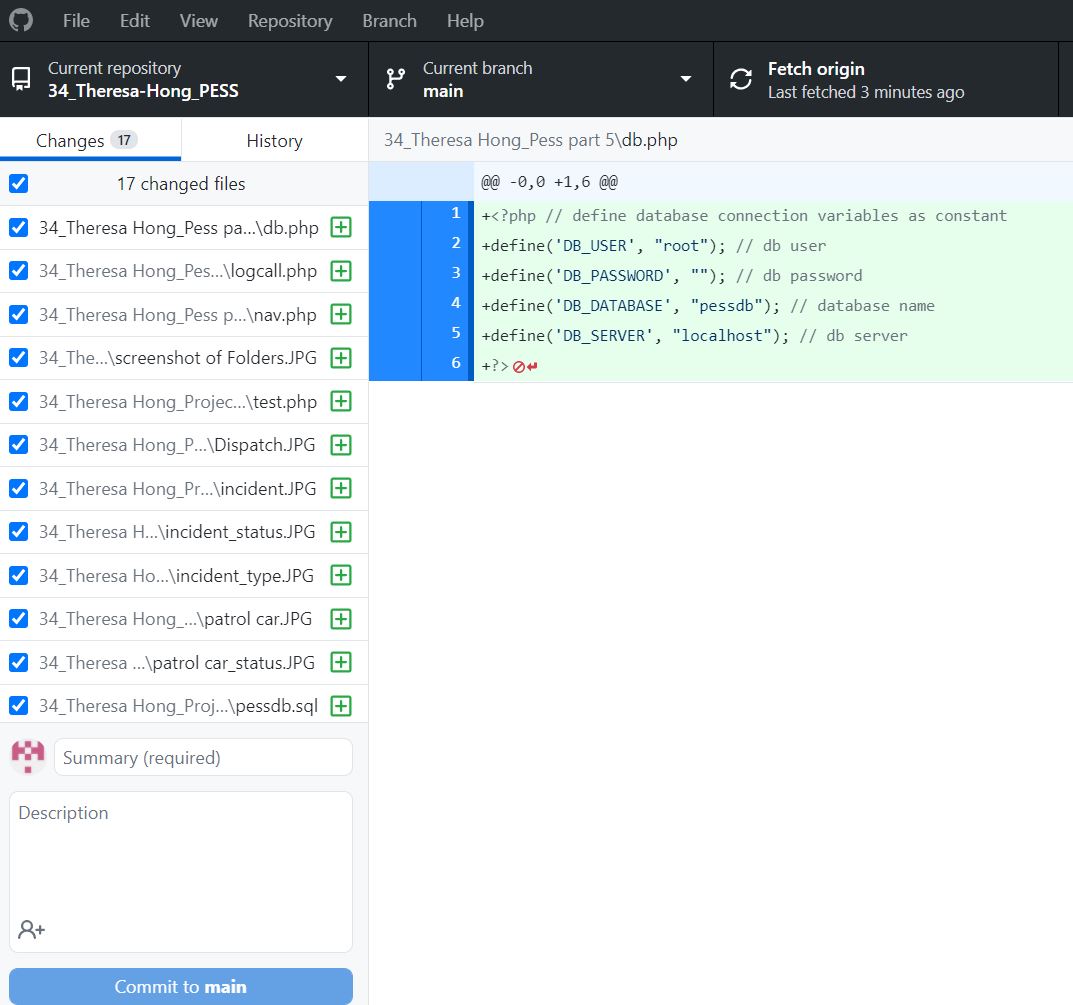 File Edit View Repository Branch Help
Current repository
34_Theresa-Hong_PESS
Current branch
main
Fetch origin
Last fetched 3 minutes ago
Changes 17
History
34_Theresa Hong_Pess part 5\db.php
17 changed files
34_Theresa Hong_Pess pa...\db.php
34_Theresa Hong_Pes...\logcall.php
34_Theresa Hong_Pess p...\nav.php
34_The...\screenshot of Folders.JPG
34_Theresa Hong_Projec...\test.php
34_Theresa Hong_P...\Dispatch.JPG
34_Theresa Hong_Pr...\incident.JPG
34_Theresa H...\incident_status.JPG
34_Theresa Ho...\incident_type.JPG
34_Theresa Hong_...\patrol car.JPG
34_Theresa ...\patrol car_status.JPG
34_Theresa Hong_Proj...\pessdb.sql
Summary (required)
Description
Commit to main
@@ -0,0 +1,6 @@
1 +<?php // define database connection variables as constant
2 +define('DB_USER', "root"); // db user
3 +define('DB_PASSWORD', ""); // db password
4 +define('DB_DATABASE', "pessdb"); // database name
5 +define('DB_SERVER', "localhost"); // db server
6 +?>